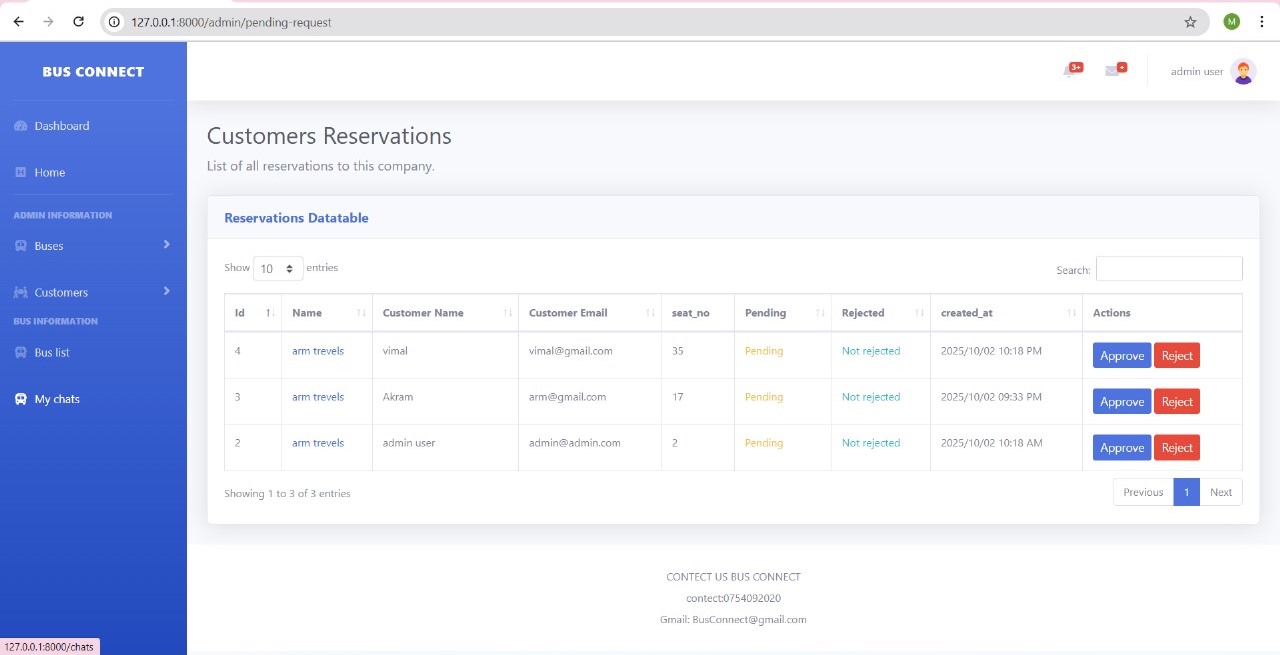 127.0.0.1:8000/admin/pending-request
M
BUS CONNECT
3+
+
admin user
Dashboard
Home
ADMIN INFORMATION
Buses
Customers
BUS INFORMATION
Bus list
My chats
Customers Reservations
List of all reservations to this company.
Reservations Datatable
Show 10 entries
Search:
Id Name Customer Name Customer Email seat_no Pending Rejected created_at Actions
4 arm trevels vimal vimal@gmail.com 35 Pending Not rejected 2025/10/02 10:18 PM Approve Reject
3 arm trevels Akram arm@gmail.com 17 Pending Not rejected 2025/10/02 09:33 PM Approve Reject
2 arm trevels admin user admin@admin.com 2 Pending Not rejected 2025/10/02 10:18 AM Approve Reject
Showing 1 to 3 of 3 entries
Previous 1 Next
CONTECT US BUS CONNECT
contect:0754092020
Gmail: BusConnect@gmail.com
127.0.0.1:8000/chats